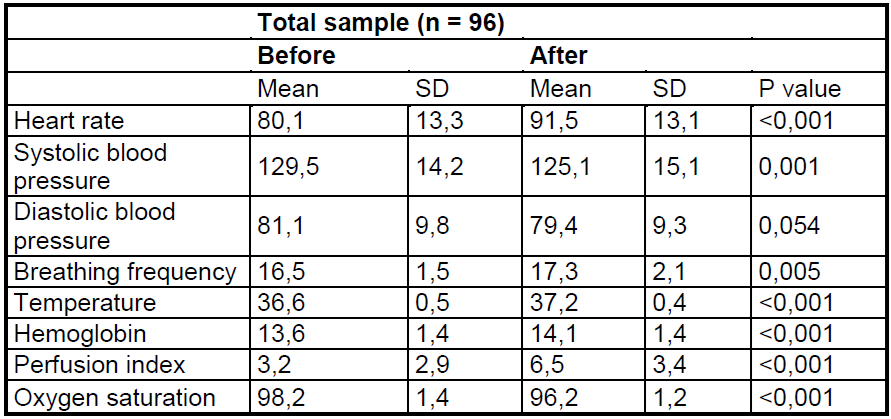 Total sample (n = 96)
Before After
Mean SD Mean SD P value
Heart rate 80,1 13,3 91,5 13,1 <0,001
Systolic blood
pressure 129,5 14,2 125,1 15,1 0,001
Diastolic blood
pressure 81,1 9,8 79,4 9,3 0,054
Breathing frequency 16,5 1,5 17,3 2,1 0,005
Temperature 36,6 0,5 37,2 0,4 <0,001
Hemoglobin 13,6 1,4 14,1 1,4 <0,001
Perfusion index 3,2 2,9 6,5 3,4 <0,001
Oxygen saturation 98,2 1,4 96,2 1,2 <0,001